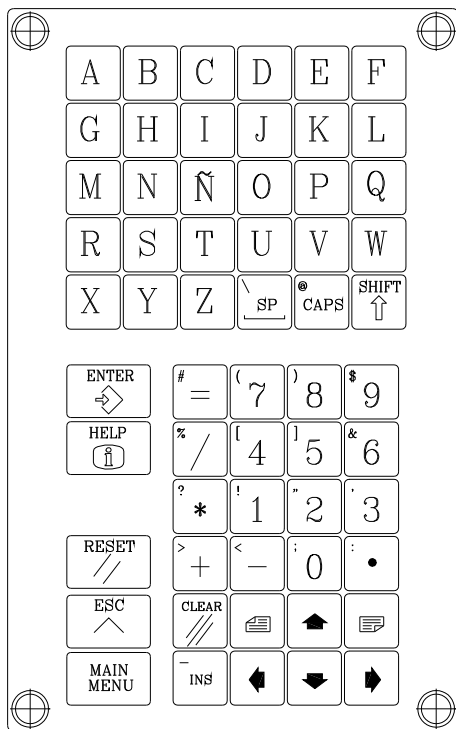 A B C D E F
G H I J K L
M N Ñ O P Q
R S T U V W
X Y Z \ SP @ CAPS SHIFT
ENTER # = ( 7 ) 8 $ 9
HELP i % / [ 4 ] 5 & 6
? * ! 1 " 2 ' 3
RESET // > + < - ; 0 : •
ESC CLEAR ///
MAIN MENU _ INS